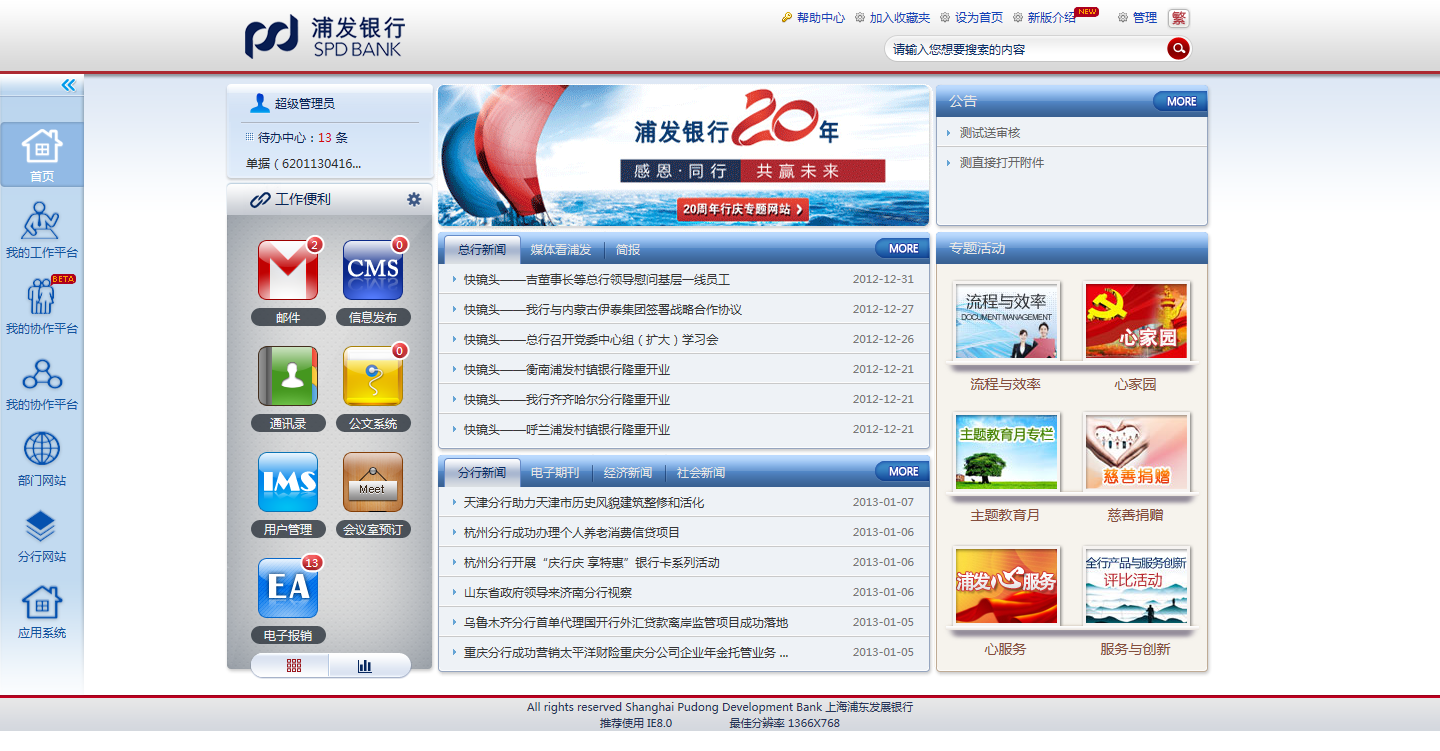 浦发银行
SPD BANK
帮助中心 加入收藏夹 设为首页 新版介绍 NEW 管理 繁
请输入您想要搜索的内容
首页
我的工作平台
BETA
我的协作平台
我的协作平台
部门网站
分行网站
应用系统
超级管理员
待办中心：13 条
单据（6201130416...
工作便利
2 0
CMS
邮件 信息发布
0
通讯录 公文系统
IMS Meet
用户管理 会议室预订
13
EA
电子报销
浦发银行20年
感恩·同行 共赢未来
20周年行庆专题网站
总行新闻 媒体看浦发 简报 MORE
快镜头——吉董事长等总行领导慰问基层一线员工 2012-12-31
快镜头——我行与内蒙古伊泰集团签署战略合作协议 2012-12-27
快镜头——总行召开党委中心组（扩大）学习会 2012-12-26
快镜头——衡南浦发村镇银行隆重开业 2012-12-21
快镜头——我行齐齐哈尔分行隆重开业 2012-12-21
快镜头——呼兰浦发村镇银行隆重开业 2012-12-21
分行新闻 电子期刊 经济新闻 社会新闻 MORE
天津分行助力天津市历史风貌建筑整修和活化 2013-01-07
杭州分行成功办理个人养老消费信贷项目 2013-01-06
杭州分行开展“庆行庆 享特惠”银行卡系列活动 2013-01-06
山东省政府领导来济南分行视察 2013-01-06
乌鲁木齐分行首单代理国开行外汇贷款离岸监管项目成功落地 2013-01-05
重庆分行成功营销太平洋财险重庆分公司企业年金托管业务 ... 2013-01-05
公告 MORE
测试送审核
测直接打开附件
专题活动
流程与效率
DOCUMENT MANAGEMENT
心家园
流程与效率 心家园
主题教育月专栏
慈善捐赠
主题教育月 慈善捐赠
浦发心服务
全行产品与服务创新
评比活动
心服务 服务与创新
All rights reserved Shanghai Pudong Development Bank 上海浦东发展银行
推荐使用 IE8.0 最佳分辨率 1366X768